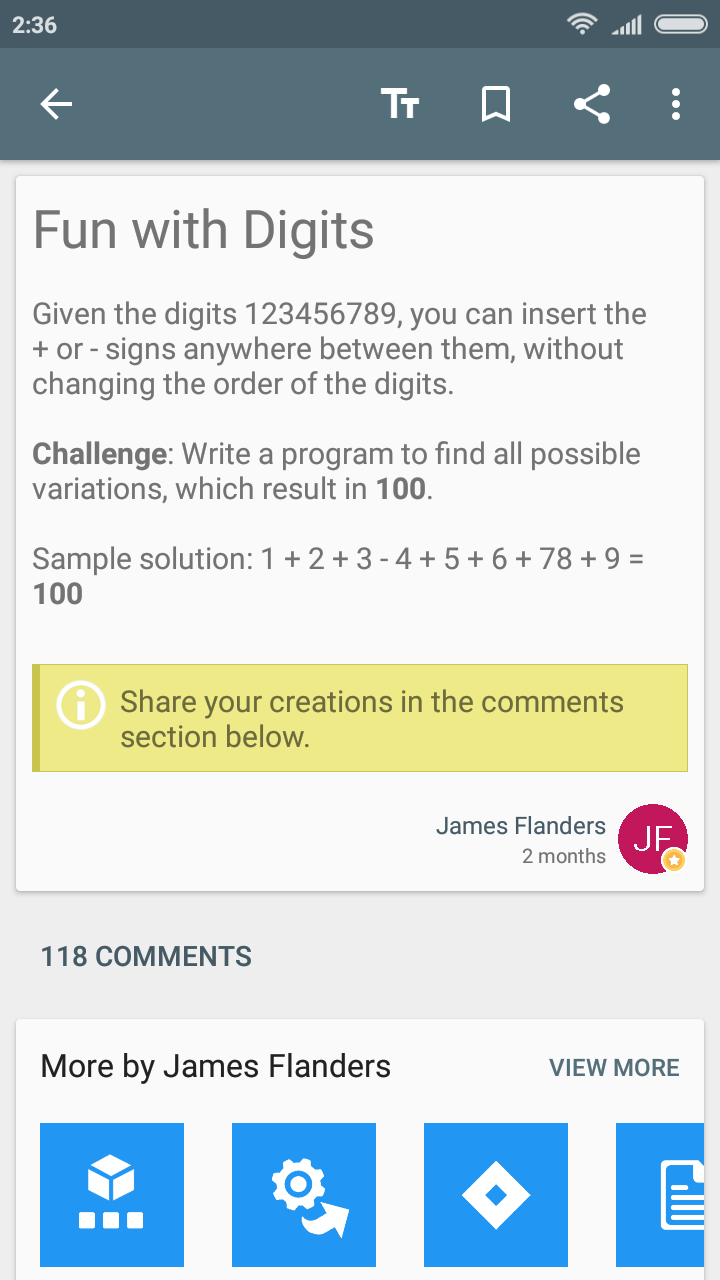 2:36
Tт
Fun with Digits
Given the digits 123456789, you can insert the
+ or - signs anywhere between them, without
changing the order of the digits.
Challenge: Write a program to find all possible
variations, which result in 100.
Sample solution: 1 + 2 + 3 - 4 + 5 + 6 + 78 + 9 =
100
Share your creations in the comments
section below.
James Flanders
JF
2 months
118 COMMENTS
More by James Flanders
VIEW MORE